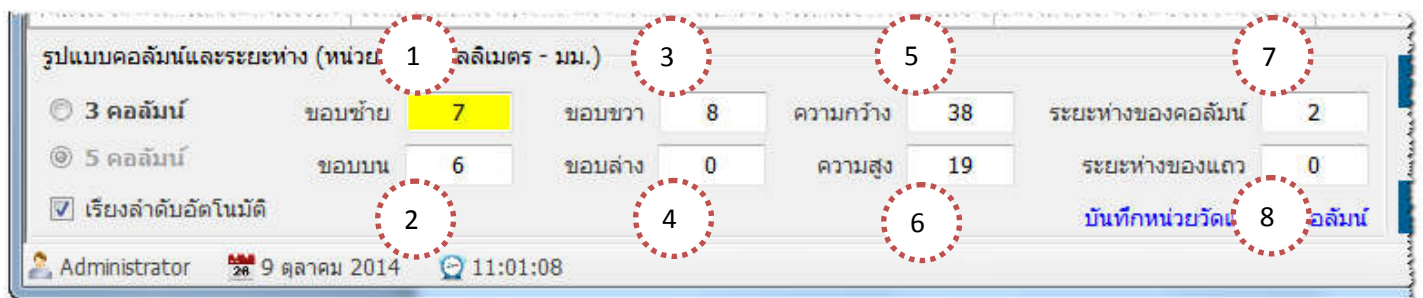 รูปแบบคอลัมน์และระยะห่าง (หน่วย 1 ลลิเมตร - มม.) 3 5 7
3 คอลัมน์ ขอบซ้าย 7 ขอบขวา 8 ความกว้าง 38 ระยะห่างของคอลัมน์ 2
5 คอลัมน์ ขอบบน 6 ขอบล่าง 0 ความสูง 19 ระยะห่างของแถว 0
เรียงลำดับอัตโนมัติ 2 4 6 บันทึกหน่วยวัด 8 อลัมน์
Administrator 26 9 ตุลาคม 2014 11:01:08